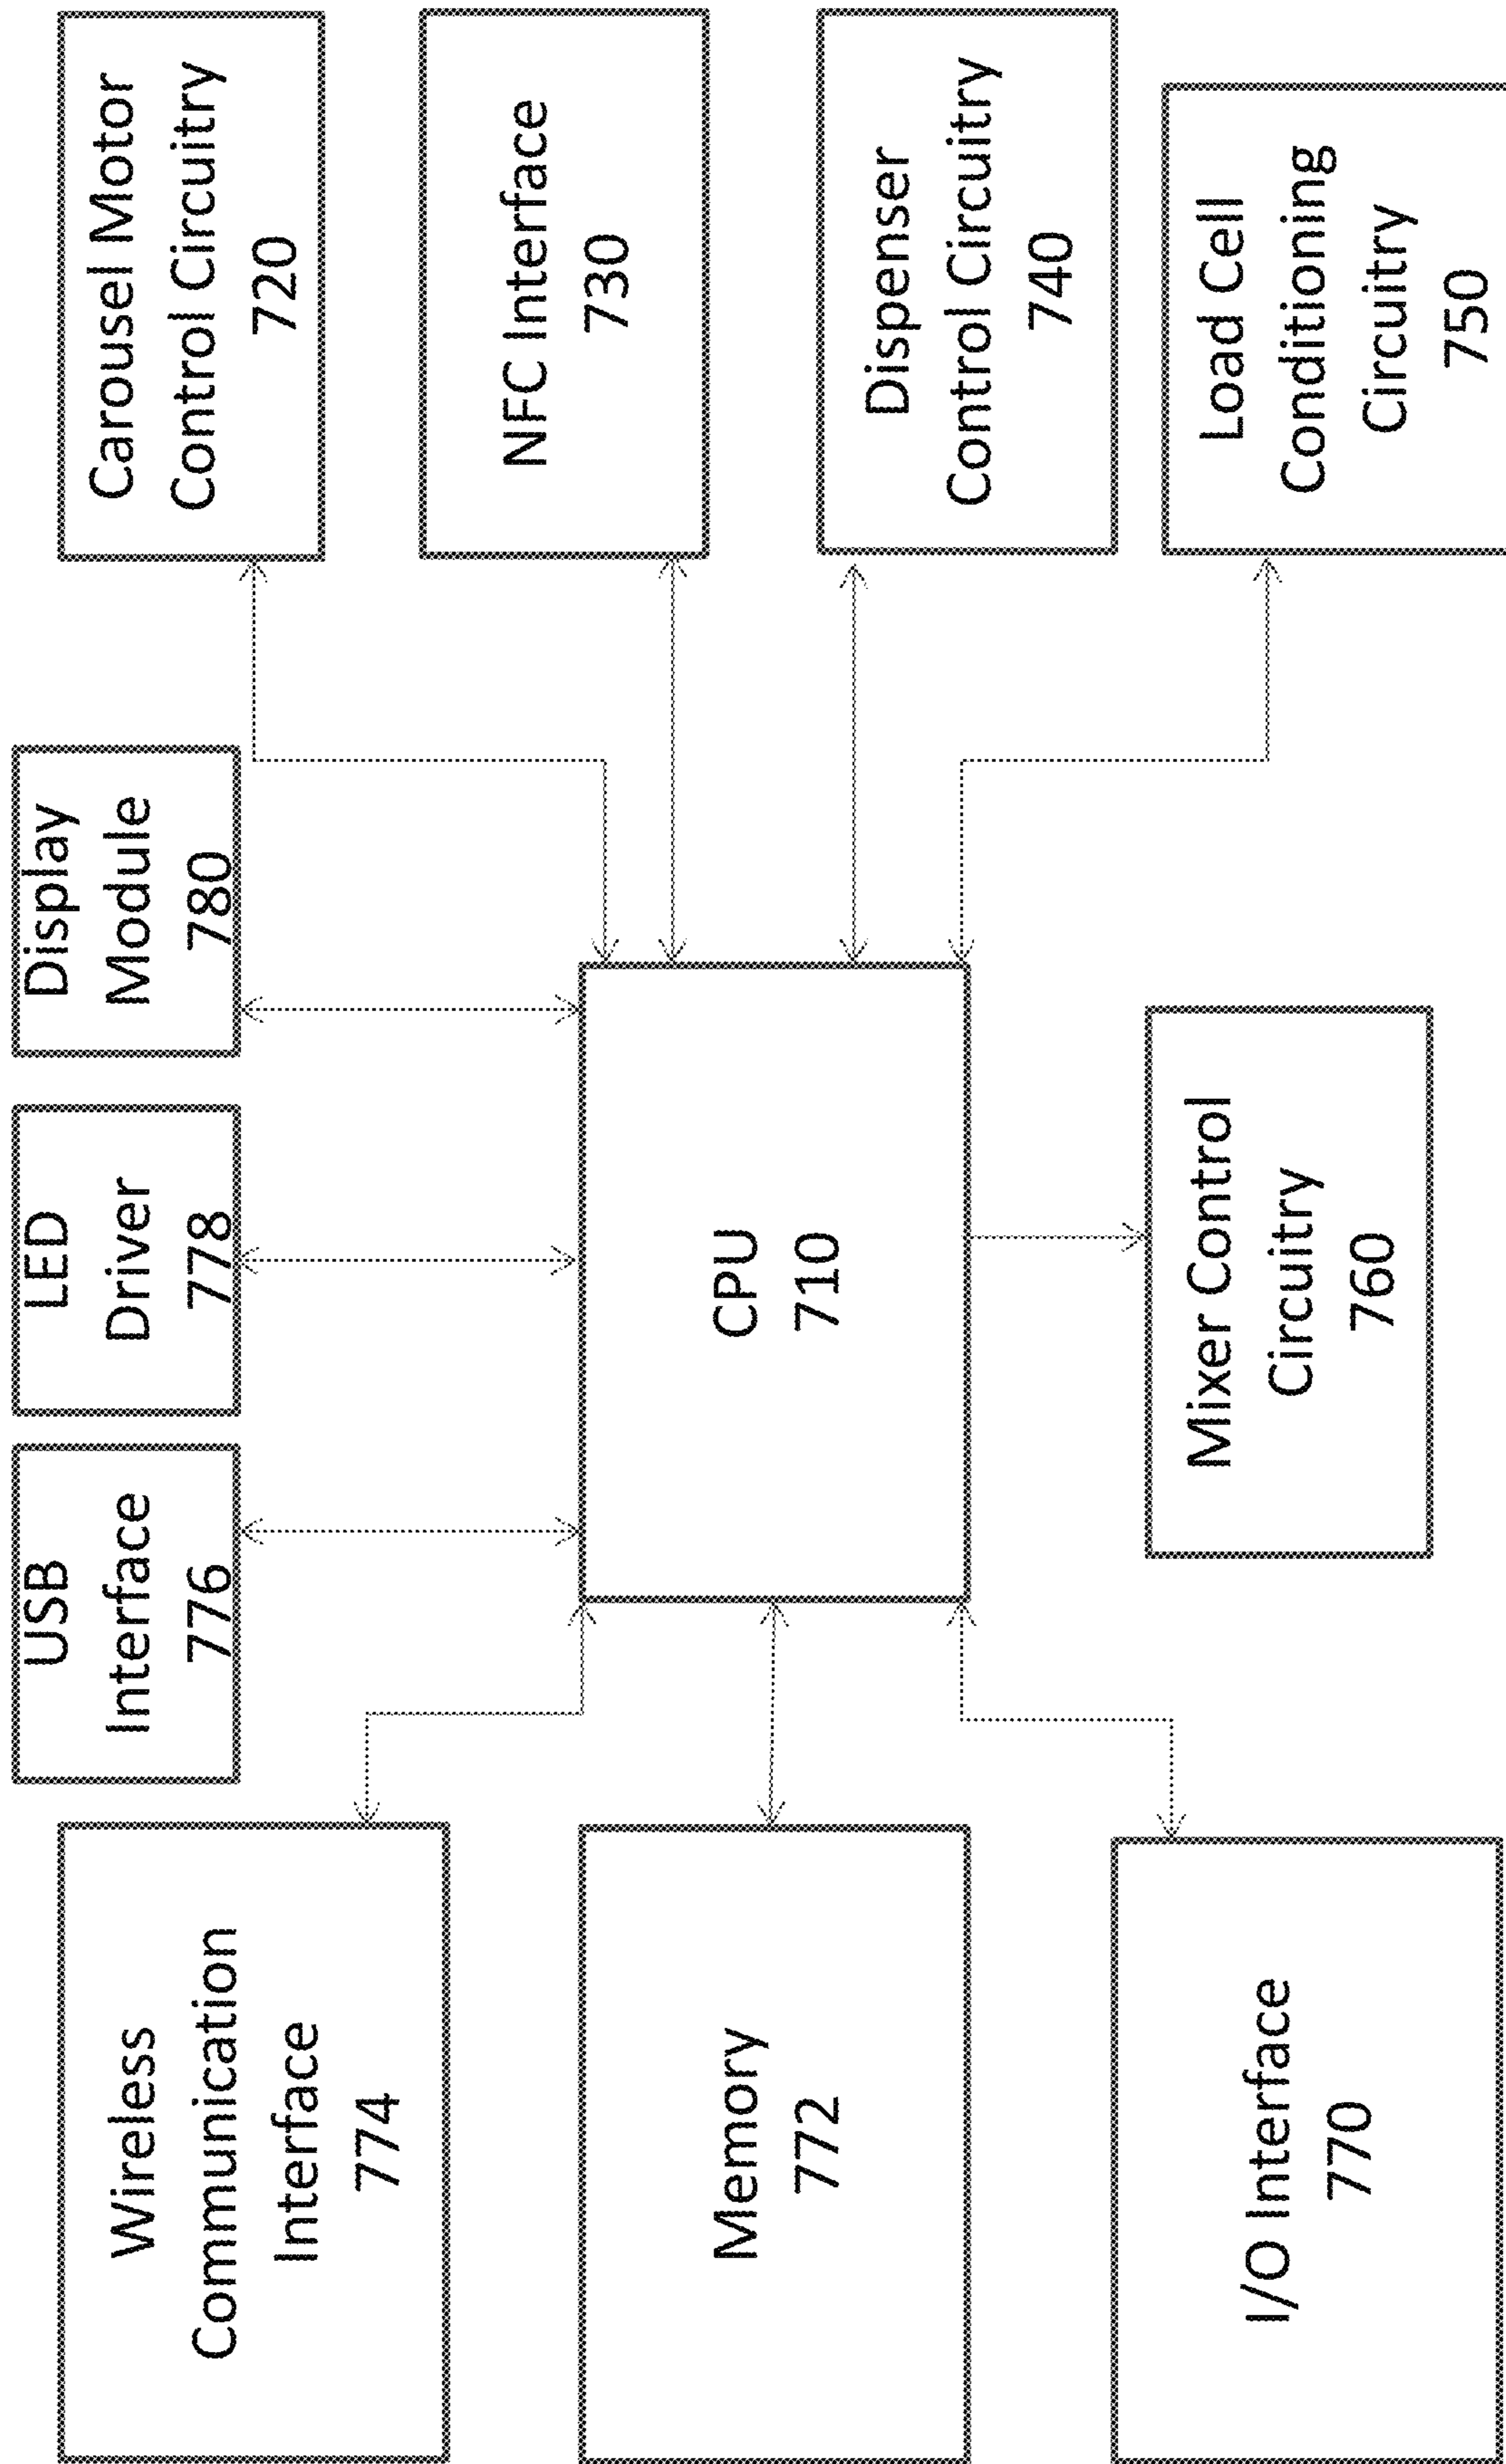 Wireless
Communication
Interface
774
USB
Interface
776
LED
Driver
778
Display
Module
780
Carousel Motor
Control Circuitry
720
Memory
772
CPU
710
NFC Interface
730
Dispenser
Control Circuitry
740
I/O Interface
770
Mixer Control
Circuitry
760
Load Cell
Conditioning
Circuitry
750